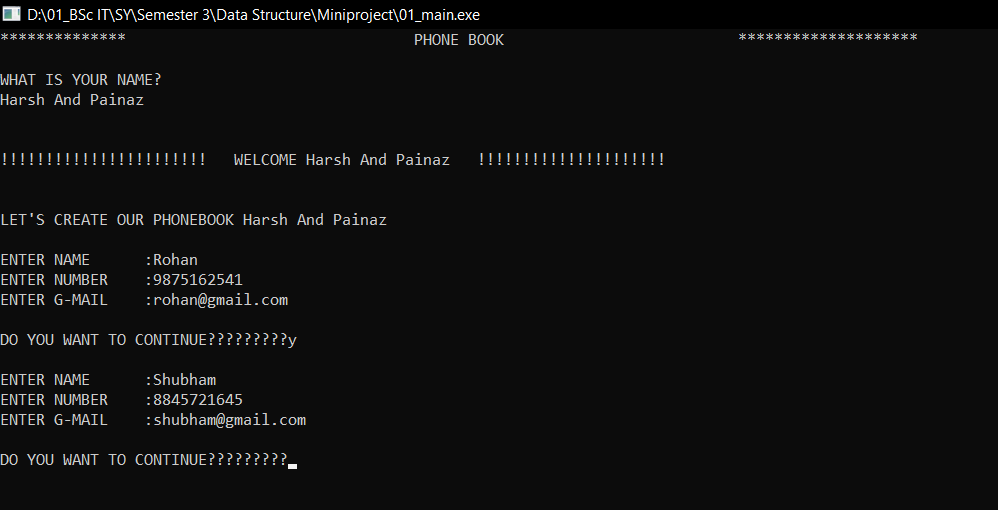 D:\01_BSc IT\SY\Semester 3\Data Structure\Miniproject\01_main.exe
************** PHONE BOOK ********************
WHAT IS YOUR NAME?
Harsh And Painaz
!!!!!!!!!!!!!!!!!!!!!!! WELCOME Harsh And Painaz !!!!!!!!!!!!!!!!!!!!!
LET'S CREATE OUR PHONEBOOK Harsh And Painaz
ENTER NAME :Rohan
ENTER NUMBER :9875162541
ENTER G-MAIL :rohan@gmail.com
DO YOU WANT TO CONTINUE?????????y
ENTER NAME :Shubham
ENTER NUMBER :8845721645
ENTER G-MAIL :shubham@gmail.com
DO YOU WANT TO CONTINUE?????????